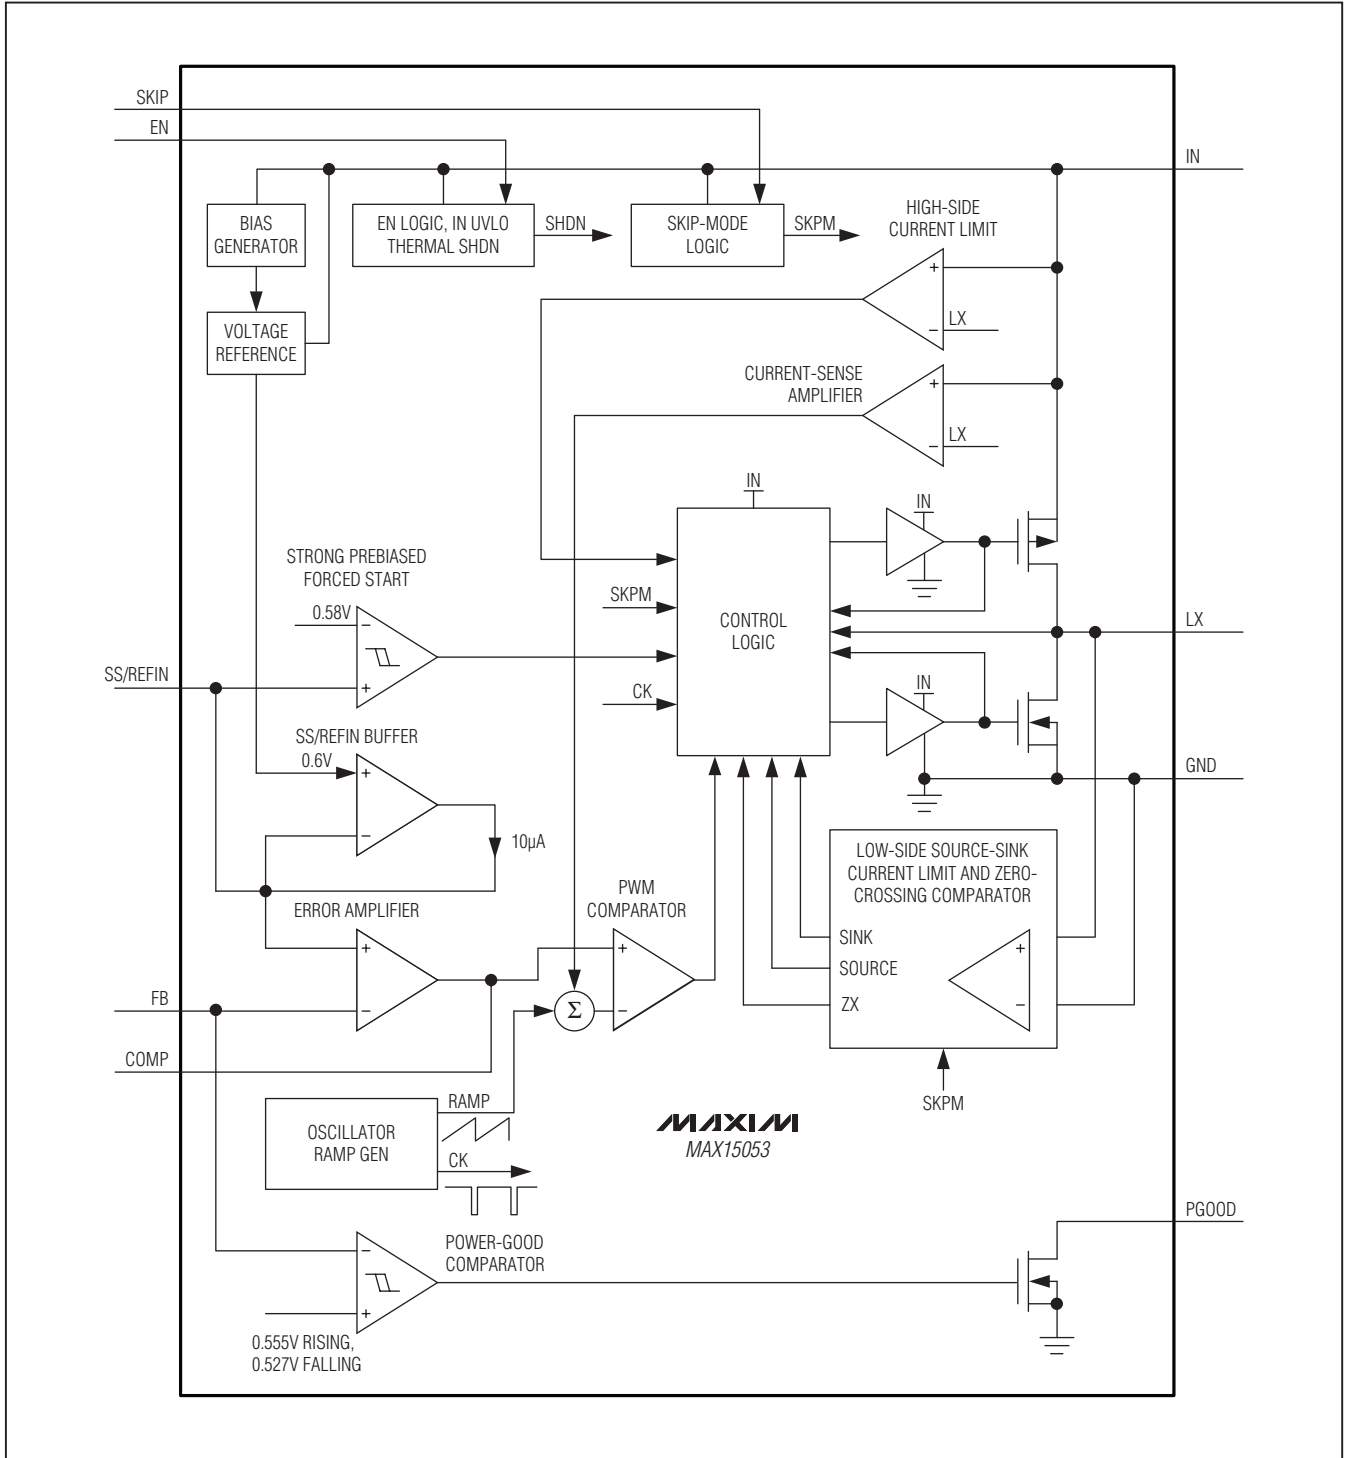 SKIP
EN
IN
BIAS
GENERATOR
EN LOGIC, IN UVLO
THERMAL SHDN
SHDN
SKIP-MODE
LOGIC
SKPM
HIGH-SIDE
CURRENT LIMIT
+
LX
−
VOLTAGE
REFERENCE
CURRENT-SENSE
AMPLIFIER
+
LX
−
IN
IN
STRONG PREBIASED
FORCED START
0.58V
−
+
SKPM
CONTROL
LOGIC
LX
SS/REFIN
CK
IN
SS/REFIN BUFFER
0.6V
+
−
10µA
GND
LOW-SIDE SOURCE-SINK
CURRENT LIMIT AND ZERO-
CROSSING COMPARATOR
SINK
SOURCE
ZX
+
−
SKPM
ERROR AMPLIFIER
+
−
PWM
COMPARATOR
+
−
Σ
FB
COMP
OSCILLATOR
RAMP GEN
RAMP
CK
MAXIM
MAX15053
PGOOD
POWER-GOOD
COMPARATOR
−
+
0.555V RISING,
0.527V FALLING